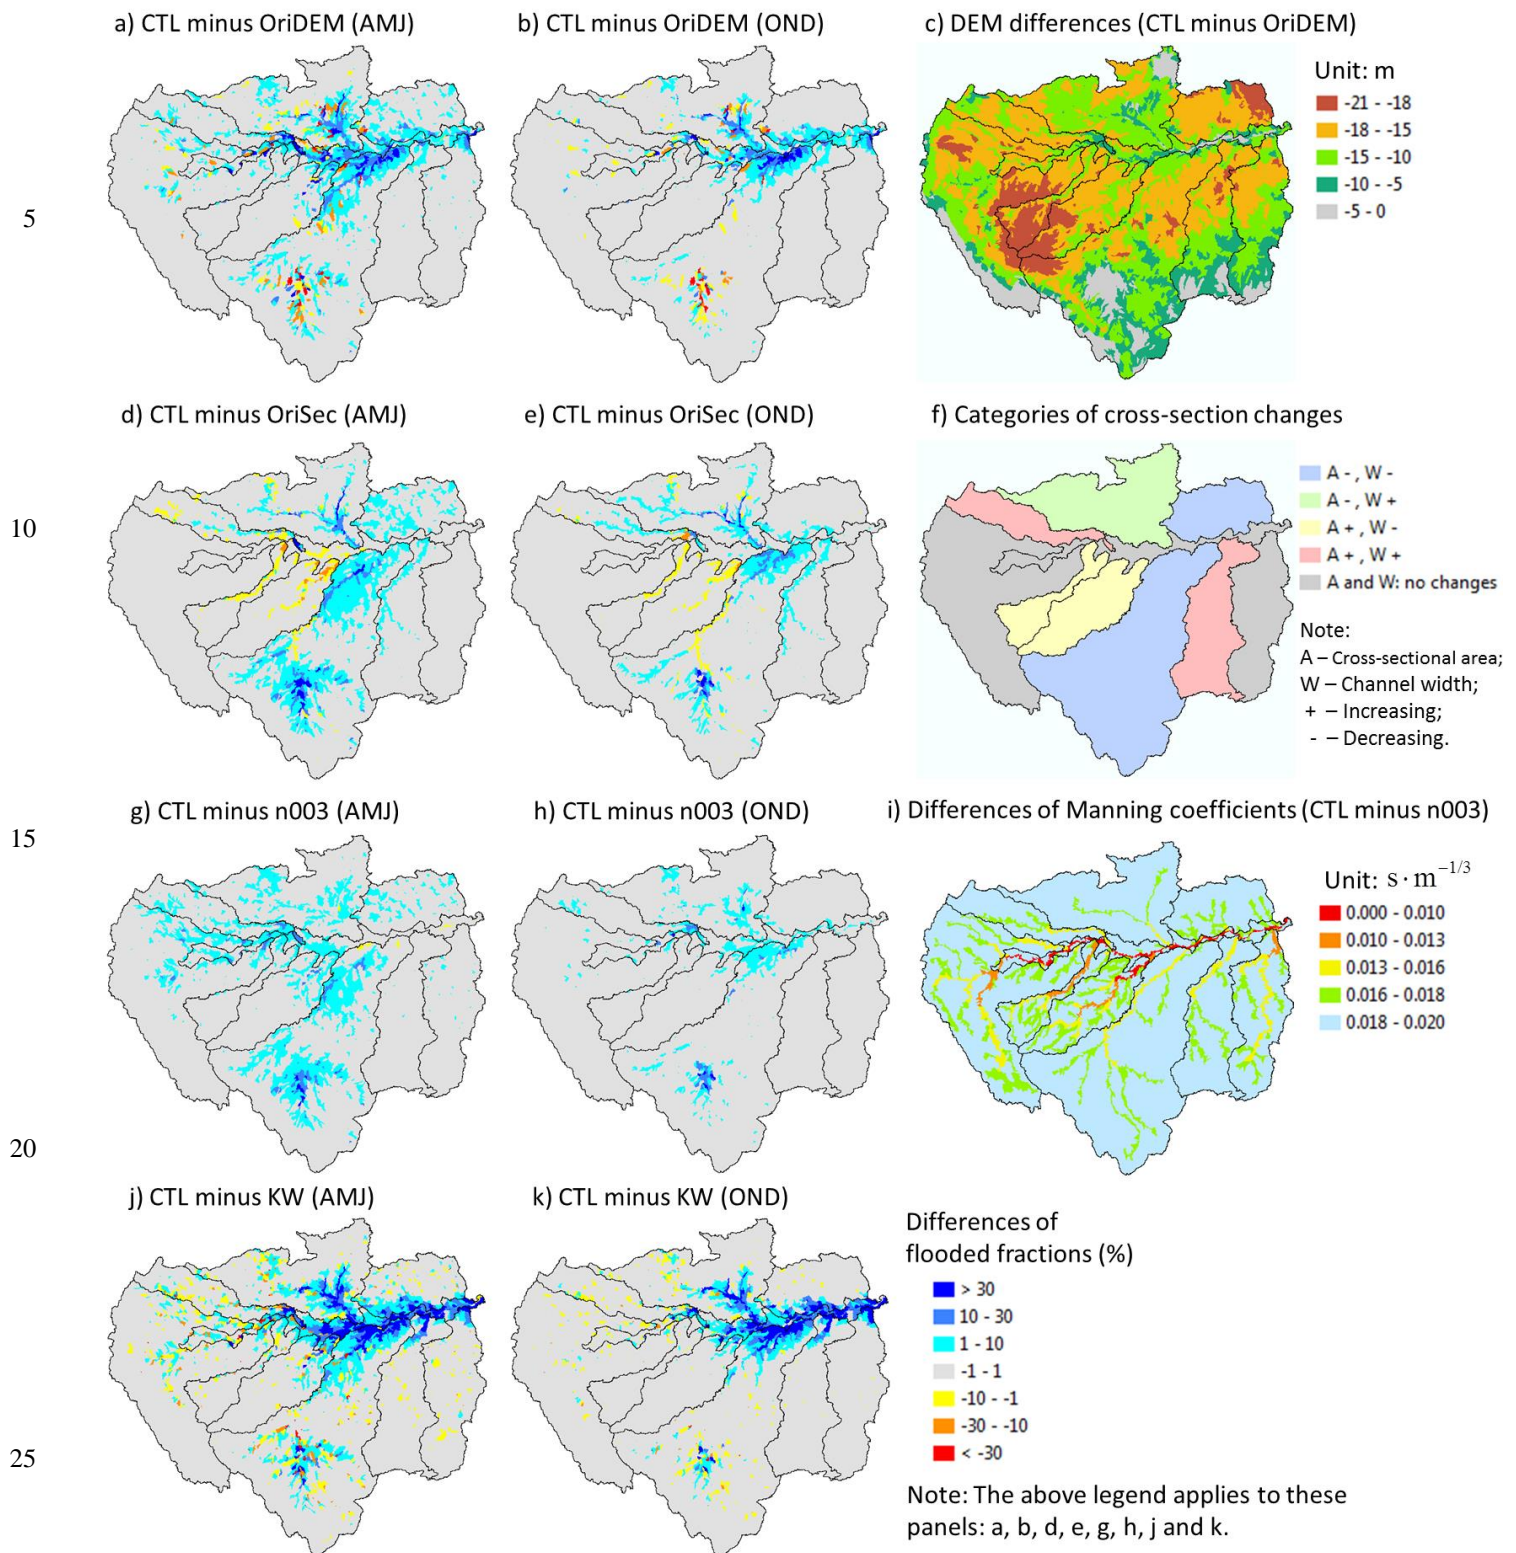 a) CTL minus OriDEM (AMJ)
b) CTL minus OriDEM (OND)
c) DEM differences (CTL minus OriDEM)
Unit: m
-21 - -18
-18 - -15
-15 - -10
-10 - -5
-5 - 0
5
d) CTL minus OriSec (AMJ)
e) CTL minus OriSec (OND)
f) Categories of cross-section changes
A - , W -
A - , W +
A + , W -
A + , W +
A and W: no changes
10
Note:
A – Cross-sectional area;
W – Channel width;
+ – Increasing;
- – Decreasing.
g) CTL minus n003 (AMJ)
h) CTL minus n003 (OND)
i) Differences of Manning coefficients (CTL minus n003)
15
Unit: s · m⁻¹/³
0.000 - 0.010
0.010 - 0.013
0.013 - 0.016
0.016 - 0.018
0.018 - 0.020
20
j) CTL minus KW (AMJ)
k) CTL minus KW (OND)
Differences of
flooded fractions (%)
> 30
10 - 30
1 - 10
-1 - 1
-10 - -1
-30 - -10
< -30
25
Note: The above legend applies to these
panels: a, b, d, e, g, h, j and k.